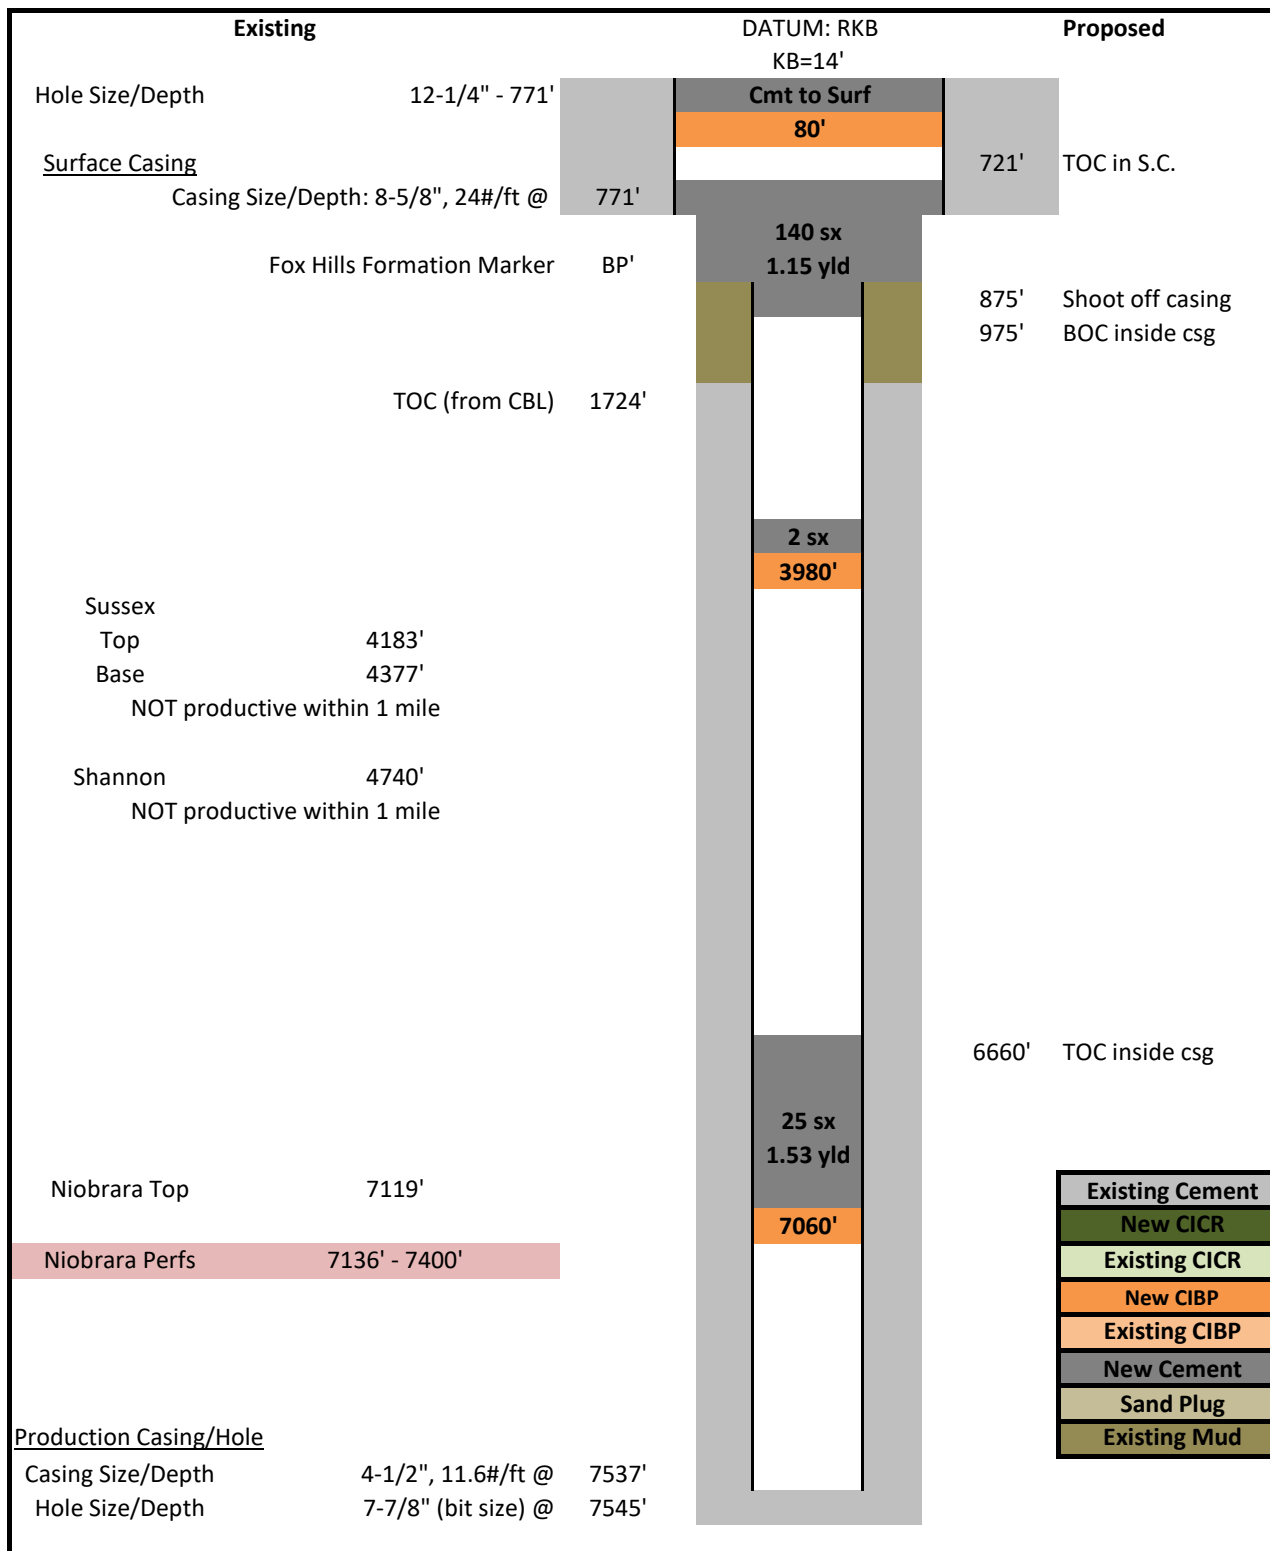 Existing DATUM: RKB Proposed
KB=14'
Hole Size/Depth 12-1/4" - 771' Cmt to Surf
80'
Surface Casing 721' TOC in S.C.
Casing Size/Depth: 8-5/8", 24#/ft @ 771'
140 sx
Fox Hills Formation Marker BP' 1.15 yld
875' Shoot off casing
975' BOC inside csg
TOC (from CBL) 1724'
2 sx
3980'
Sussex
Top 4183'
Base 4377'
NOT productive within 1 mile
Shannon 4740'
NOT productive within 1 mile
6660' TOC inside csg
25 sx
1.53 yld
Niobrara Top 7119' Existing Cement
7060' New CICR
Niobrara Perfs 7136' - 7400' Existing CICR
New CIBP
Existing CIBP
New Cement
Sand Plug
Production Casing/Hole Existing Mud
Casing Size/Depth 4-1/2", 11.6#/ft @ 7537'
Hole Size/Depth 7-7/8" (bit size) @ 7545'